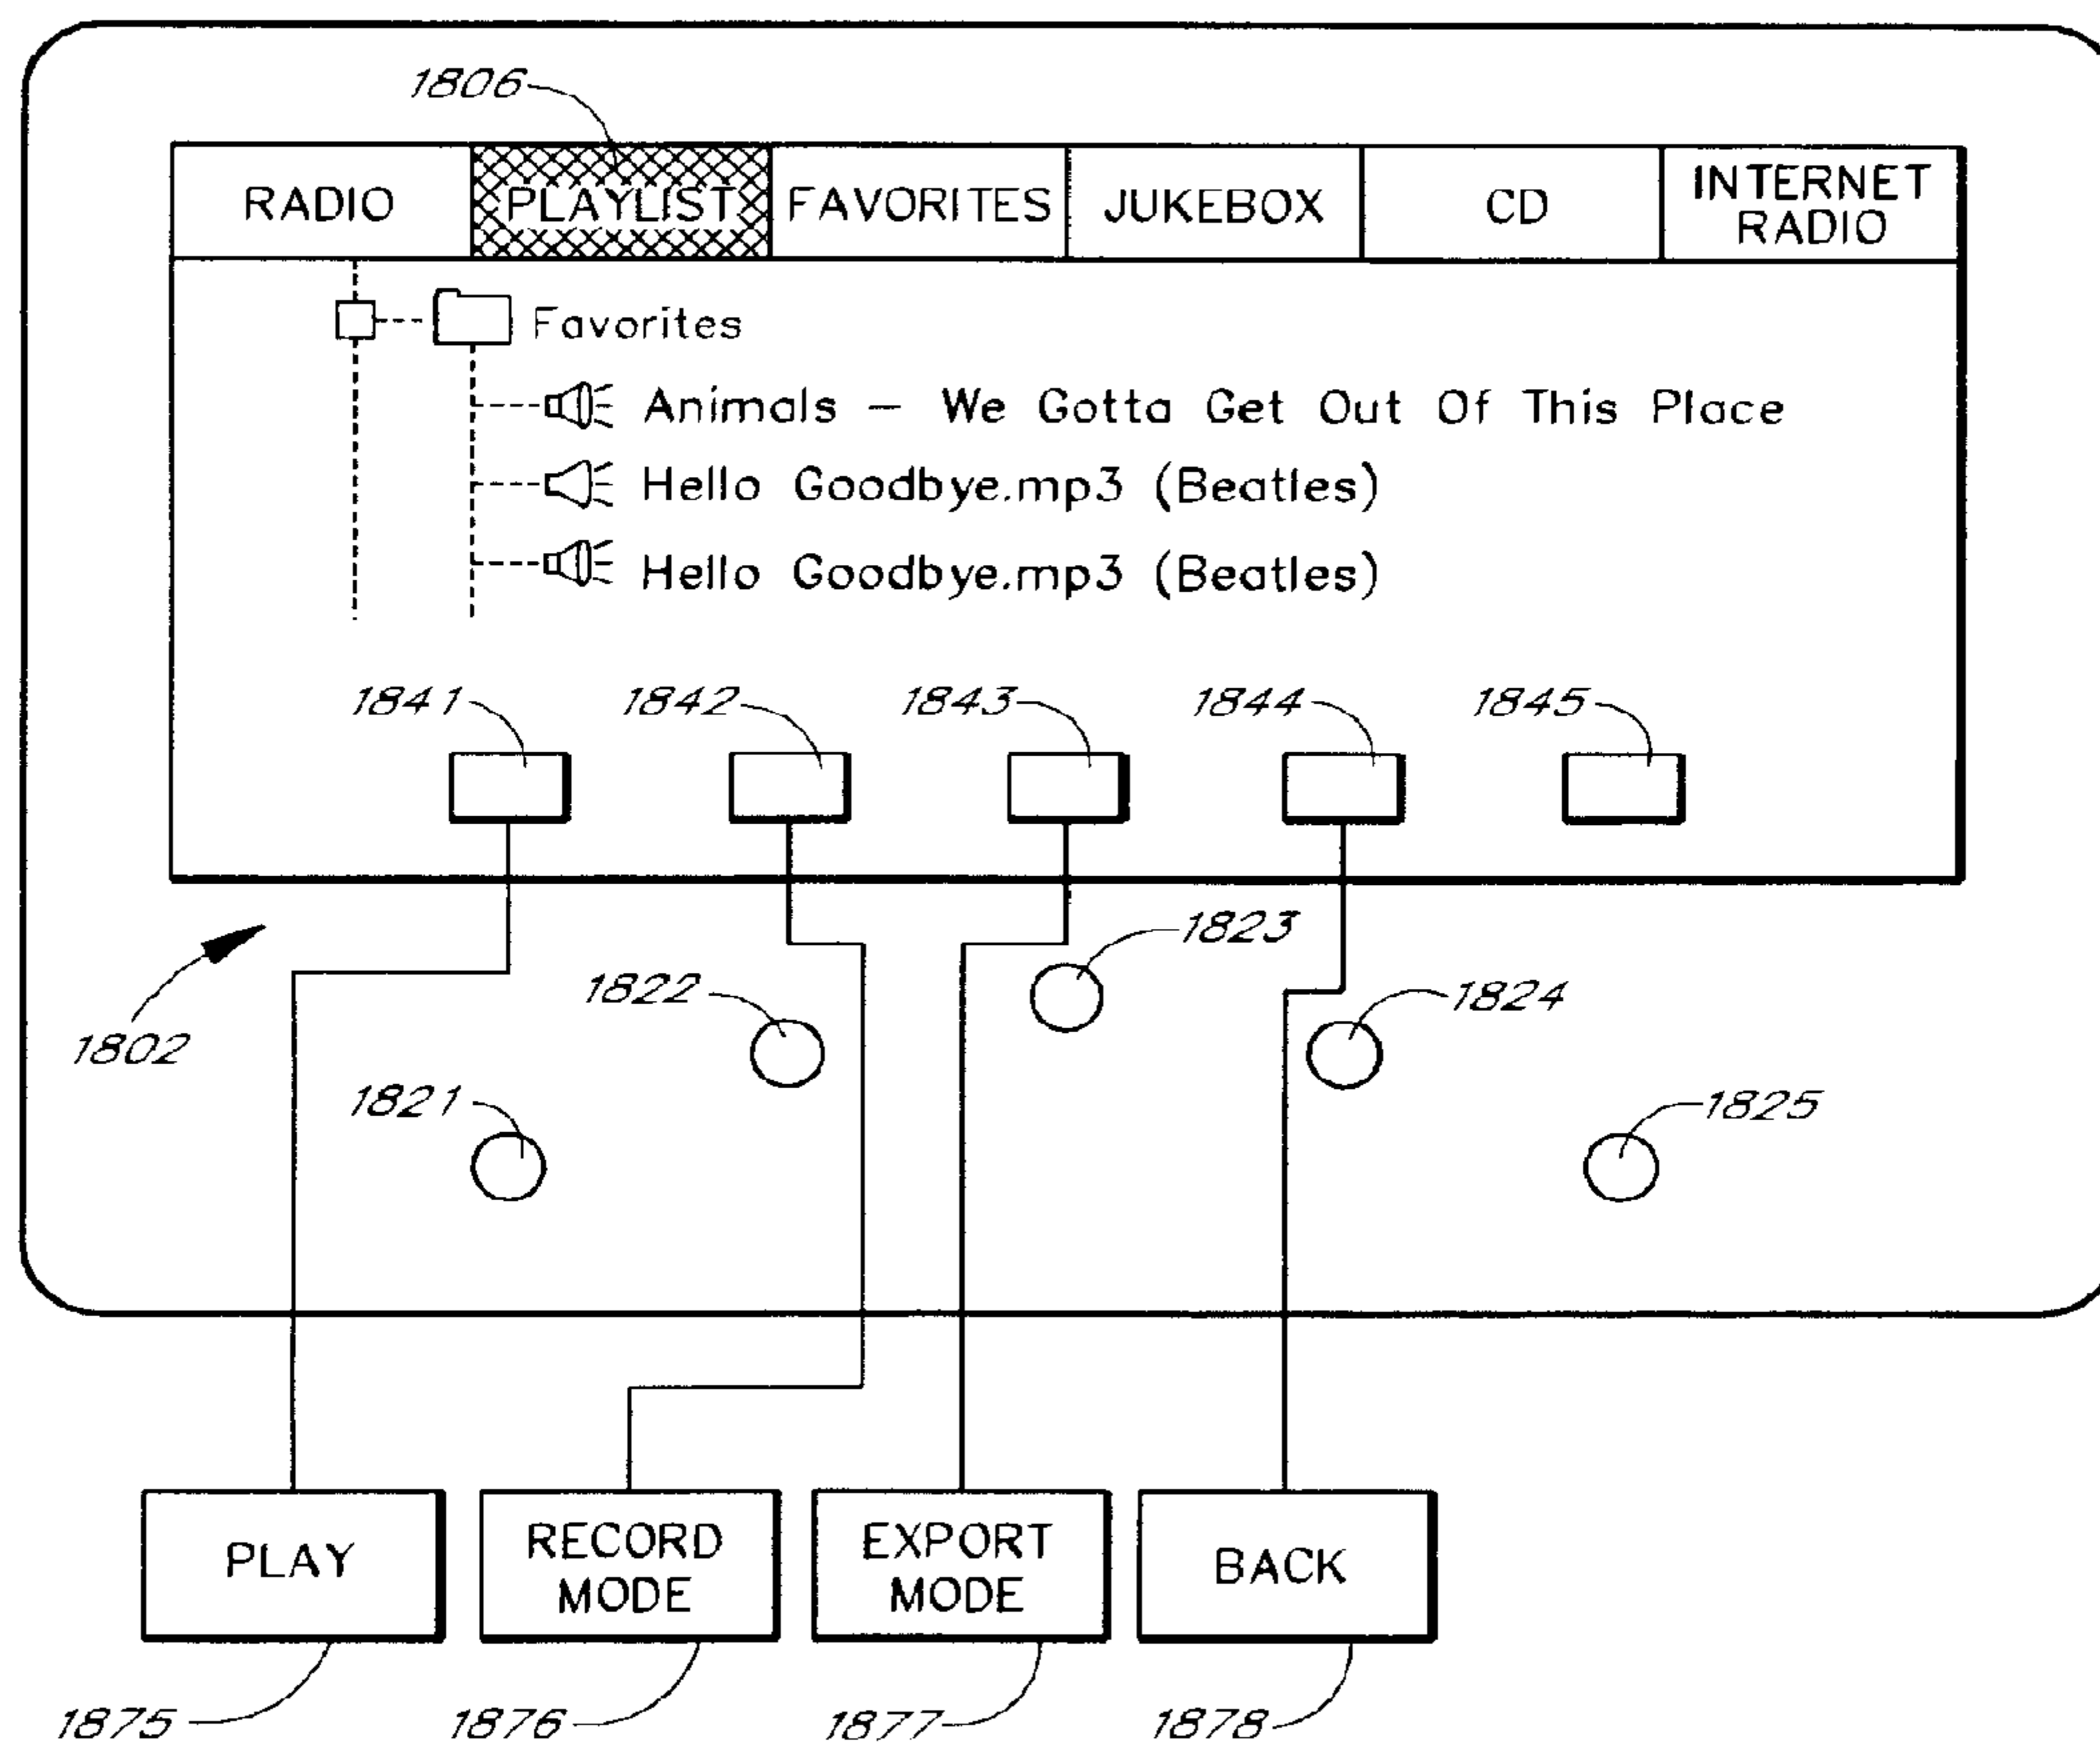 1806
RADIO
PLAYLIST
FAVORITES
JUKEBOX
CD
INTERNET
RADIO
Favorites
Animals – We Gotta Get Out Of This Place
Hello Goodbye.mp3 (Beatles)
Hello Goodbye.mp3 (Beatles)
1841
1842
1843
1844
1845
1802
1823
1822
1824
1821
1825
PLAY
RECORD
MODE
EXPORT
MODE
BACK
1875
1876
1877
1878